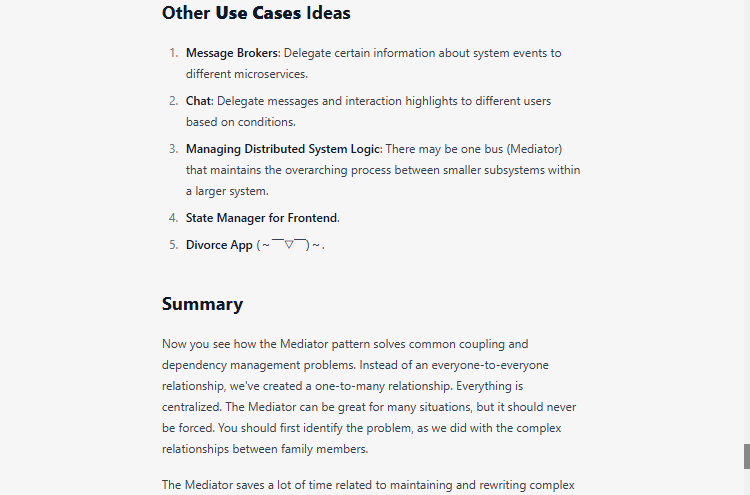 Other Use Cases Ideas
1. Message Brokers: Delegate certain information about system events to
different microservices.
2. Chat: Delegate messages and interaction highlights to different users
based on conditions.
3. Managing Distributed System Logic: There may be one bus (Mediator)
that maintains the overarching process between smaller subsystems within
a larger system.
4. State Manager for Frontend.
5. Divorce App (~￣▽￣)~.
Summary
Now you see how the Mediator pattern solves common coupling and
dependency management problems. Instead of an everyone-to-everyone
relationship, we've created a one-to-many relationship. Everything is
centralized. The Mediator can be great for many situations, but it should never
be forced. You should first identify the problem, as we did with the complex
relationships between family members.
The Mediator saves a lot of time related to maintaining and rewriting complex